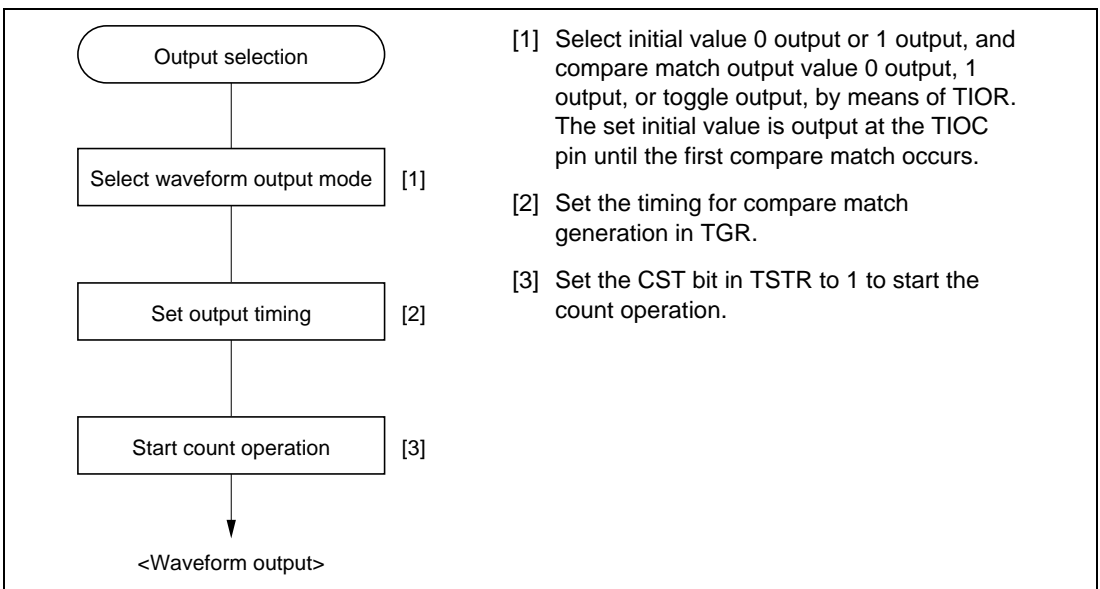 Output selection
Select waveform output mode [1]
Set output timing [2]
Start count operation [3]
<Waveform output>
[1] Select initial value 0 output or 1 output, and
compare match output value 0 output, 1
output, or toggle output, by means of TIOR.
The set initial value is output at the TIOC
pin until the first compare match occurs.
[2] Set the timing for compare match
generation in TGR.
[3] Set the CST bit in TSTR to 1 to start the
count operation.